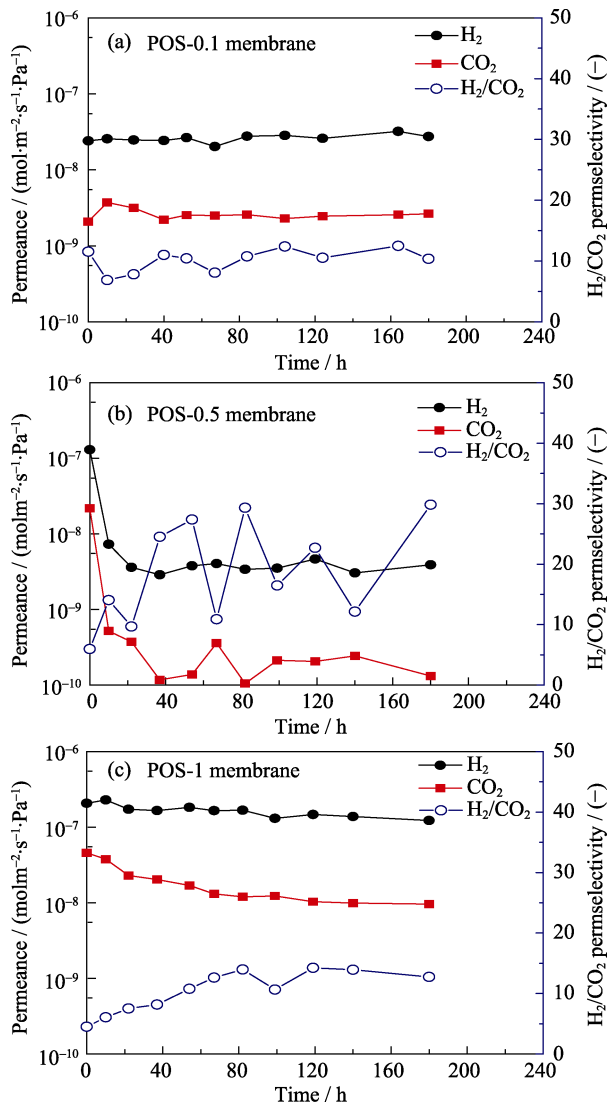 (a) POS-0.1 membrane
H₂
CO₂
H₂/CO₂
10⁻⁶
10⁻⁷
10⁻⁸
10⁻⁹
10⁻¹⁰
Permeance / (mol·m⁻²·s⁻¹·Pa⁻¹)
50
40
30
20
10
0
H₂/CO₂ permselectivity / (−)
0 40 80 120 160 200 240
Time / h
(b) POS-0.5 membrane
H₂
CO₂
H₂/CO₂
10⁻⁶
10⁻⁷
10⁻⁸
10⁻⁹
10⁻¹⁰
Permeance / (molm⁻²·s⁻¹·Pa⁻¹)
50
40
30
20
10
0
H₂/CO₂ permselectivity / (−)
0 40 80 120 160 200 240
Time / h
(c) POS-1 membrane
H₂
CO₂
H₂/CO₂
10⁻⁶
10⁻⁷
10⁻⁸
10⁻⁹
10⁻¹⁰
Permeance / (molm⁻²·s⁻¹·Pa⁻¹)
50
40
30
20
10
0
H₂/CO₂ permselectivity / (−)
0 40 80 120 160 200 240
Time / h